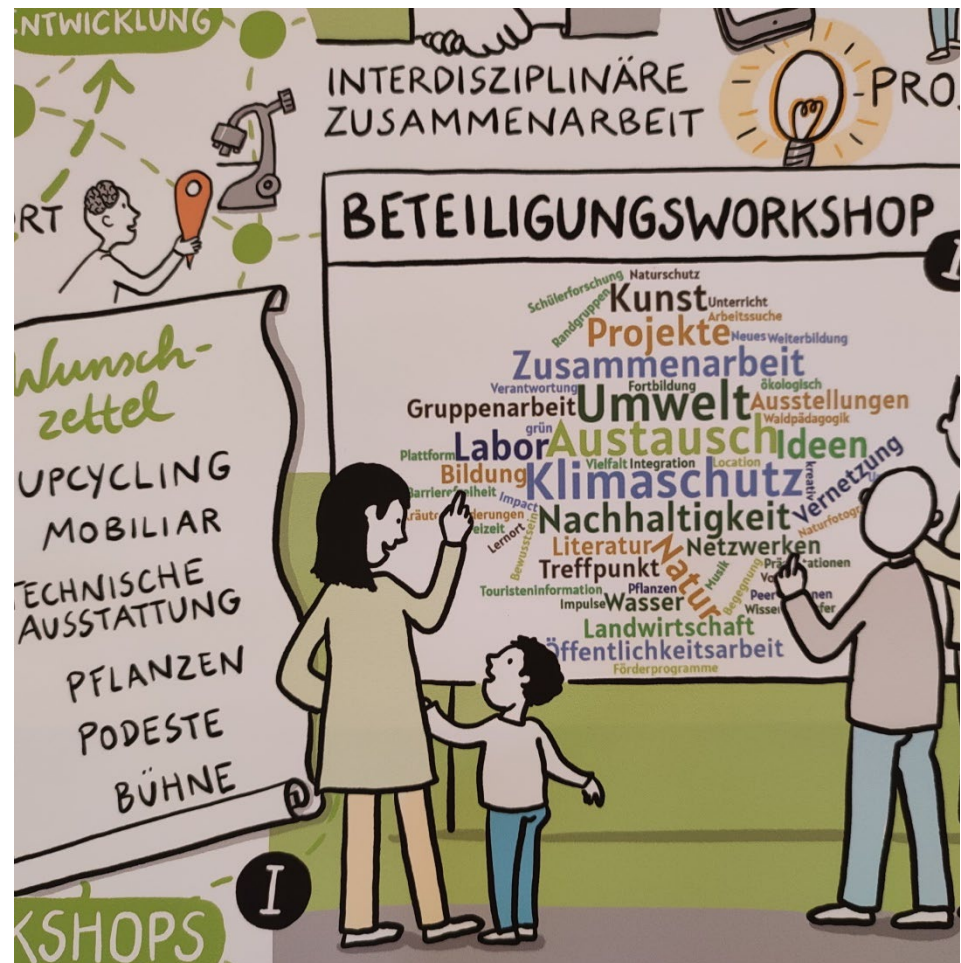 NTWICKLUNG
INTERDISZIPLINÄRE
ZUSAMMENARBEIT
PRO
RT
BETEILIGUNGSWORKSHOP
I
Wunsch-
zettel
UPCYCLING
MOBILIAR
TECHNISCHE
AUSSTATTUNG
PFLANZEN
PODESTE
BÜHNE
Schülerforschung Naturschutz
Randgruppen Kunst Unterricht
Arbeitssuche
Projekte Neues Weiterbildung
Zusammenarbeit
Verantwortung Fortbildung ökologisch
Gruppenarbeit Umwelt Ausstellungen
Waldpädagogik
grün
Plattform Labor Austausch Ideen
Bildung Vielfalt Integration Location
Klimaschutz kreativ Vernetzung
Impact
Lernort Nachhaltigkeit
Bewusstsein Literatur Natur Netzwerken
Treffpunkt Musik Begegnung
Touristeninformation Pflanzen Peer
Impulse Wasser
Landwirtschaft
Öffentlichkeitsarbeit
Förderprogramme
I
KSHOPS